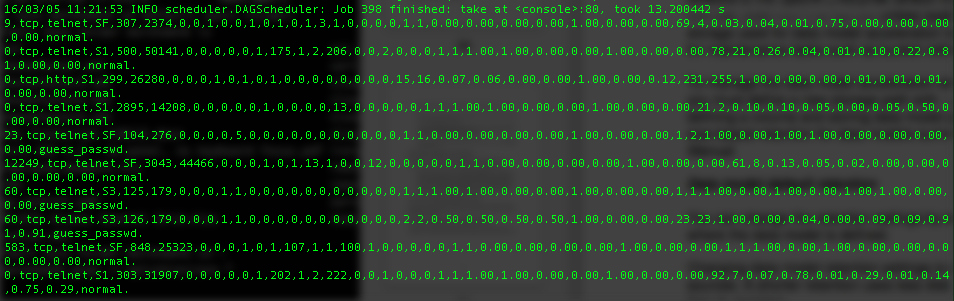 16/03/05 11:21:53 INFO scheduler.DAGScheduler: Job 398 finished: take at <console>:80, took 13.200442 s
9,tcp,telnet,SF,307,2374,0,0,1,0,1,0,1,3,1,0,0,0,0,0,0,0,1,1,0.00,0.00,0.00,0.00,1.00,0.00,0.00,69,4,0.03,0.04,0.01,0.75,0.00,0.00,0.00
,0.00,normal.
0,tcp,telnet,S1,500,50141,0,0,0,0,0,1,175,1,2,206,0,0,2,0,0,0,1,1,1.00,1.00,0.00,0.00,1.00,0.00,0.00,78,21,0.26,0.04,0.01,0.10,0.22,0.8
1,0.00,0.00,normal.
0,tcp,http,S1,299,26280,0,0,0,1,0,1,0,1,0,0,0,0,0,0,0,0,15,16,0.07,0.06,0.00,0.00,1.00,0.00,0.12,231,255,1.00,0.00,0.00,0.01,0.01,0.01,
0.00,0.00,normal.
0,tcp,telnet,S1,2895,14208,0,0,0,0,0,1,0,0,0,0,13,0,0,0,0,0,1,1,1.00,1.00,0.00,0.00,1.00,0.00,0.00,21,2,0.10,0.10,0.05,0.00,0.05,0.50,0
.00,0.00,normal.
23,tcp,telnet,SF,104,276,0,0,0,0,5,0,0,0,0,0,0,0,0,0,0,0,1,1,0.00,0.00,0.00,0.00,1.00,0.00,0.00,1,2,1.00,0.00,1.00,1.00,0.00,0.00,0.00,
0.00,guess_passwd.
12249,tcp,telnet,SF,3043,44466,0,0,0,1,0,1,13,1,0,0,12,0,0,0,0,0,1,1,0.00,0.00,0.00,0.00,1.00,0.00,0.00,61,8,0.13,0.05,0.02,0.00,0.00,0
.00,0.00,0.00,normal.
60,tcp,telnet,S3,125,179,0,0,0,1,1,0,0,0,0,0,0,0,0,0,0,0,1,1,1.00,1.00,0.00,0.00,1.00,0.00,0.00,1,1,1.00,0.00,1.00,0.00,1.00,1.00,0.00
,0.00,guess_passwd.
60,tcp,telnet,S3,126,179,0,0,0,1,1,0,0,0,0,0,0,0,0,0,0,0,2,2,0.50,0.50,0.50,0.50,1.00,0.00,0.00,23,23,1.00,0.00,0.04,0.00,0.09,0.09,0.9
1,0.91,guess_passwd.
583,tcp,telnet,SF,848,25323,0,0,0,1,0,1,107,1,1,100,1,0,0,0,0,0,1,1,0.00,0.00,0.00,0.00,1.00,0.00,0.00,1,1,1.00,0.00,1.00,0.00,0.00,0.
00,0.00,0.00,normal.
0,tcp,telnet,S1,303,31907,0,0,0,0,0,1,202,1,2,222,0,0,1,0,0,0,1,1,1.00,1.00,0.00,0.00,1.00,0.00,0.00,92,7,0.07,0.78,0.01,0.29,0.01,0.14
,0.75,0.29,normal.